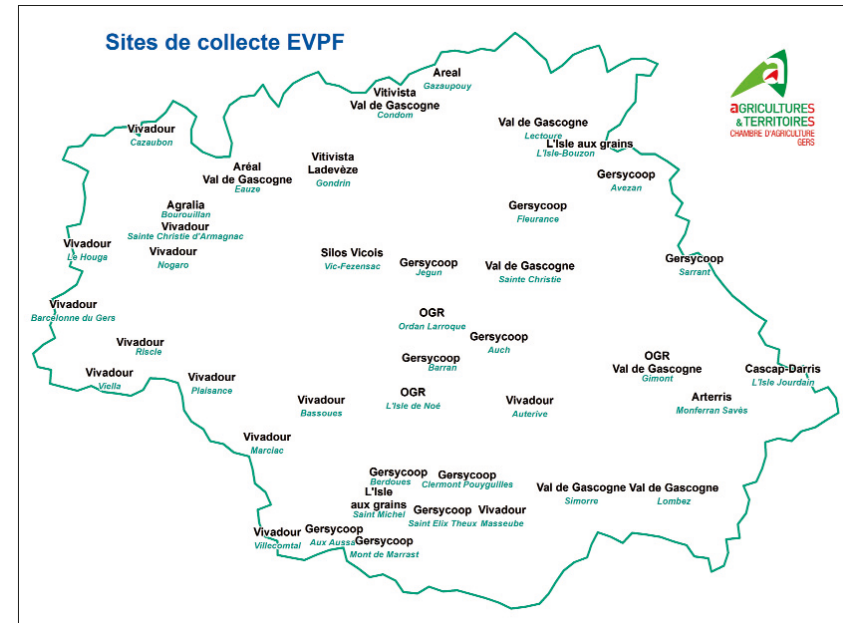 Sites de collecte EVPF
a
AGRICULTURES
& TERRITOIRES
CHAMBRE D'AGRICULTURE
GERS
Areal
Gazaupouy
Vitivista
Val de Gascogne
Condom
Vivadour
Cazaubon
Val de Gascogne
Lectoure
L'Isle aux grains
L'Isle-Bouzon
Aréal
Val de Gascogne
Eauze
Vitivista
Ladevèze
Gondrin
Gersycoop
Avezan
Agralia
Bourouillan
Vivadour
Sainte Christie d'Armagnac
Gersycoop
Fleurance
Vivadour
Le Houga
Vivadour
Nogaro
Silos Vicois
Vic-Fezensac
Gersycoop
Jegun
Val de Gascogne
Sainte Christie
Gersycoop
Sarrant
Vivadour
Barcelonne du Gers
OGR
Ordan Larroque
Vivadour
Riscle
Gersycoop
Auch
Gersycoop
Barran
OGR
Val de Gascogne
Gimont
Cascap-Darris
L'Isle Jourdain
Vivadour
Viella
Vivadour
Plaisance
Vivadour
Bassoues
OGR
L'Isle de Noé
Vivadour
Auterive
Arterris
Monferran Savès
Vivadour
Marciac
Gersycoop
Berdoues
Gersycoop
Clermont Pouyguilles
L'Isle
aux grains
Saint Michel
Gersycoop
Saint Elix Theux
Vivadour
Masseube
Val de Gascogne
Simorre
Val de Gascogne
Lombez
Vivadour
Villecomtal
Gersycoop
Aux Aussat
Gersycoop
Mont de Marrast